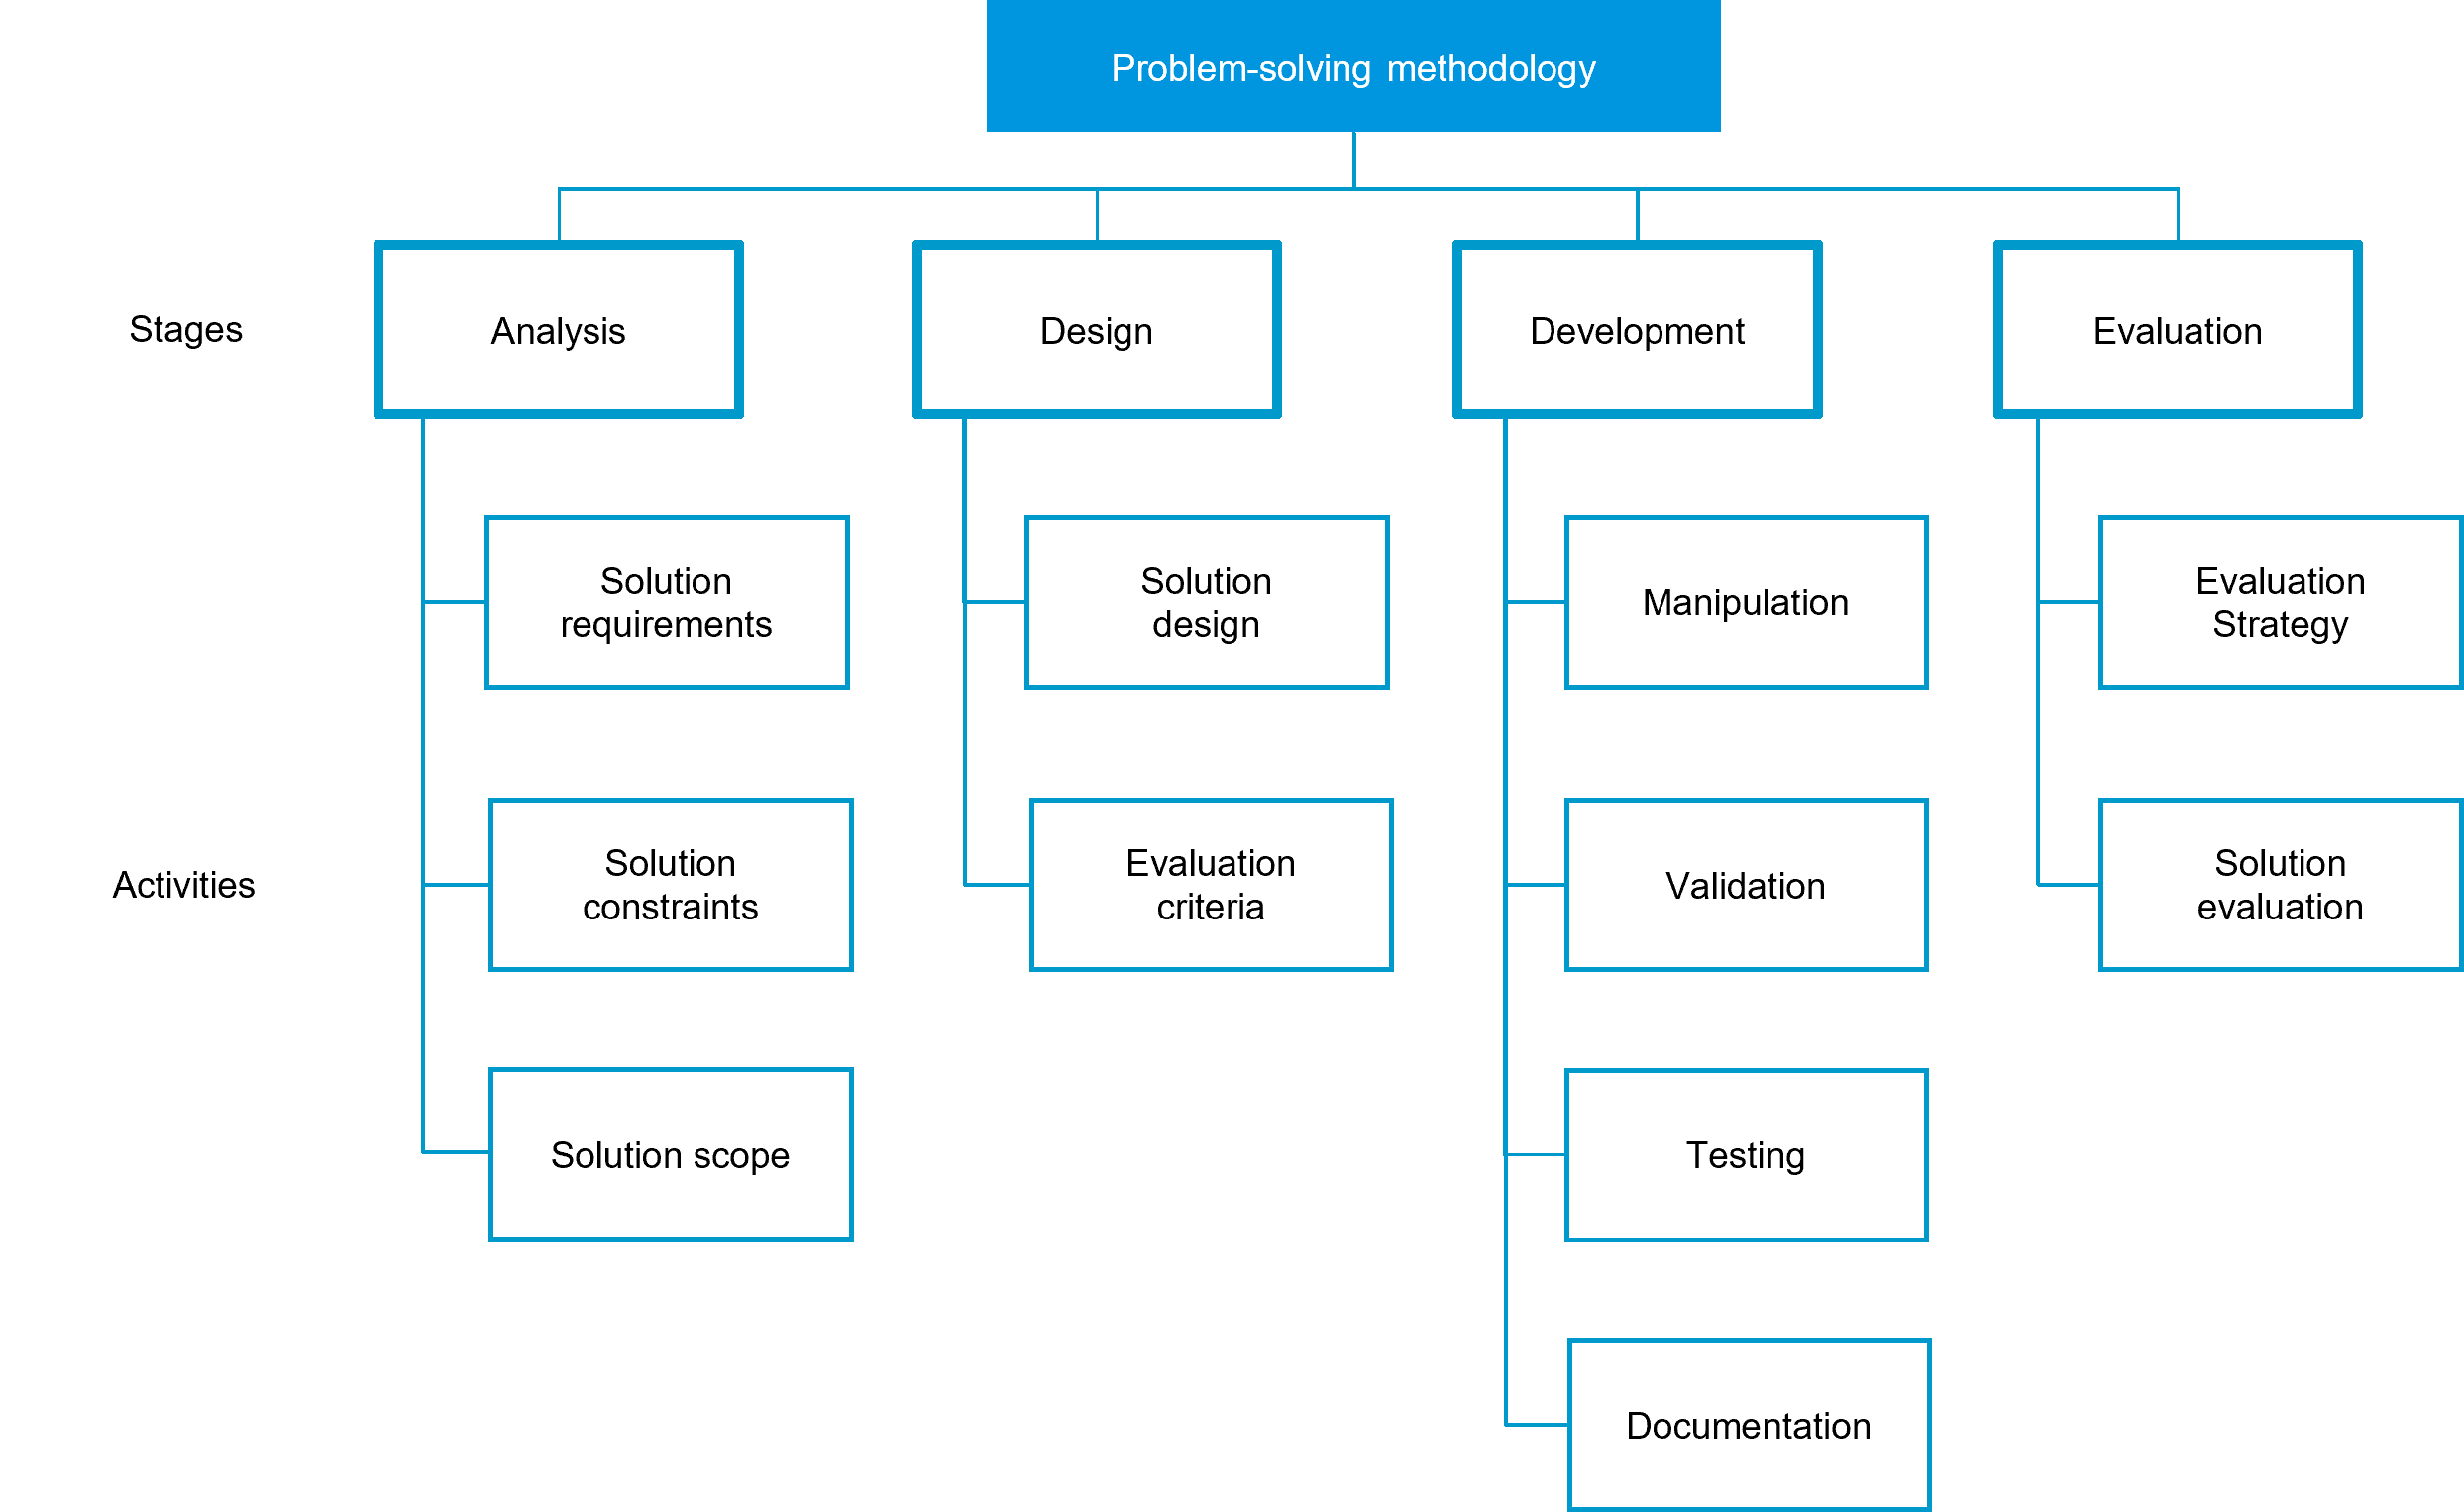 Problem-solving methodology
Stages
Analysis
Design
Development
Evaluation
Activities
Solution
requirements
Solution
design
Manipulation
Evaluation
Strategy
Solution
constraints
Evaluation
criteria
Validation
Solution
evaluation
Solution scope
Testing
Documentation